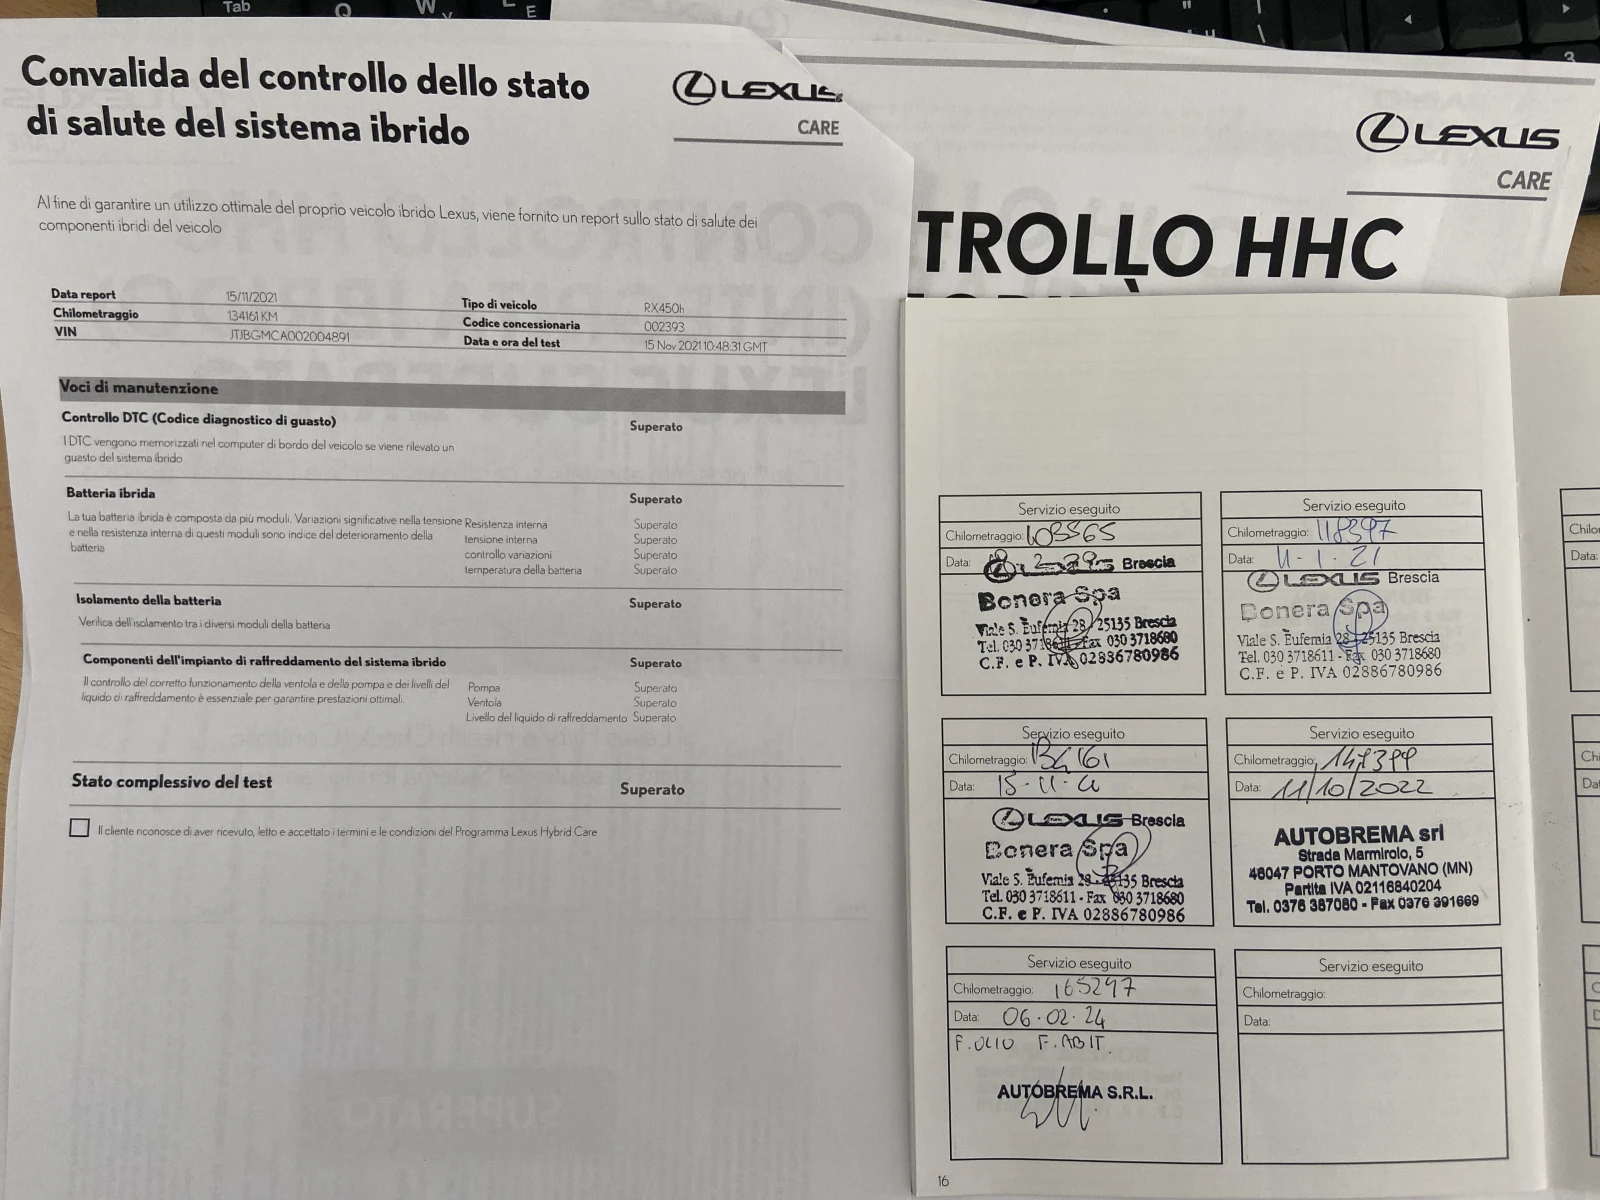 Tab
Q
W
E
Convalida del controllo dello stato
di salute del sistema ibrido
LEXUS
CARE
Al fine di garantire un utilizzo ottimale del proprio veicolo ibrido Lexus, viene fornito un report sullo stato di salute dei
componenti ibridi del veicolo
Data report 15/11/2021
Chilometraggio 134161 KM
VIN JTJBGMCA002004891
Tipo di veicolo RX450h
Codice concessionaria 002393
Data e ora del test 15 Nov 2021 10:48:31 GMT
Voci di manutenzione
Controllo DTC (Codice diagnostico di guasto) Superato
I DTC vengono memorizzati nel computer di bordo del veicolo se viene rilevato un
guasto del sistema ibrido
Batteria ibrida Superato
La tua batteria ibrida è composta da più moduli. Variazioni significative nella tensione
e nella resistenza interna di questi moduli sono indice del deterioramento della
batteria
Resistenza interna Superato
tensione interna Superato
controllo variazioni Superato
temperatura della batteria Superato
Isolamento della batteria Superato
Verifica dell'isolamento tra i diversi moduli della batteria
Componenti dell'impianto di raffreddamento del sistema ibrido Superato
Il controllo del corretto funzionamento della ventola e della pompa e dei livelli del
liquido di raffreddamento è essenziale per garantire prestazioni ottimali.
Pompa Superato
Ventola Superato
Livello del liquido di raffreddamento Superato
Stato complessivo del test Superato
Il cliente riconosce di aver ricevuto, letto e accettato i termini e le condizioni del Programma Lexus Hybrid Care
LEXUS
CARE
TROLLO HHC
Servizio eseguito
Chilometraggio: 103565
Data:
LEXUS Brescia
Bonera Spa
Viale S. Eufemia 28 - 25135 Brescia
Tel. 030 3718611 - Fax 030 3718680
C.F. e P. IVA 02886780986
Servizio eseguito
Chilometraggio: 118397
Data: 11-1.21
LEXUS Brescia
Bonera Spa
Viale S. Eufemia 28 - 25135 Brescia
Tel. 030 3718611 - Fax 030 3718680
C.F. e P. IVA 02886780986
Servizio eseguito
Chilometraggio: 134161
Data: 15-11-21
LEXUS Brescia
Bonera Spa
Viale S. Eufemia 28 - 25135 Brescia
Tel. 030 3718611 - Fax 030 3718680
C.F. e P. IVA 02886780986
Servizio eseguito
Chilometraggio: 147399
Data: 11/10/2022
AUTOBREMA srl
Strada Marmirolo, 5
46047 PORTO MANTOVANO (MN)
Partita IVA 02116840204
Tel. 0376 387080 - Fax 0376 391669
Servizio eseguito
Chilometraggio: 165297
Data: 06.02.24
F. OLIO F. ABIT.
AUTOBREMA S.R.L.
Servizio eseguito
Chilometraggio:
Data:
16